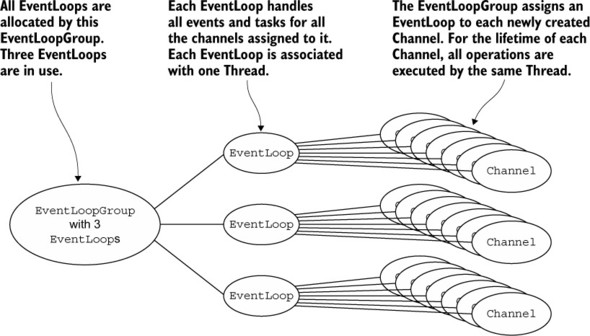 All EventLoops are
allocated by this
EventLoopGroup.
Three EventLoops
are in use.
Each EventLoop handles
all events and tasks for all
the channels assigned to it.
Each EventLoop is associated
with one Thread.
The EventLoopGroup assigns an
EventLoop to each newly created
Channel. For the lifetime of each
Channel, all operations are
executed by the same Thread.
EventLoop
Channel
EventLoopGroup
with 3
EventLoops
EventLoop
Channel
EventLoop
Channel